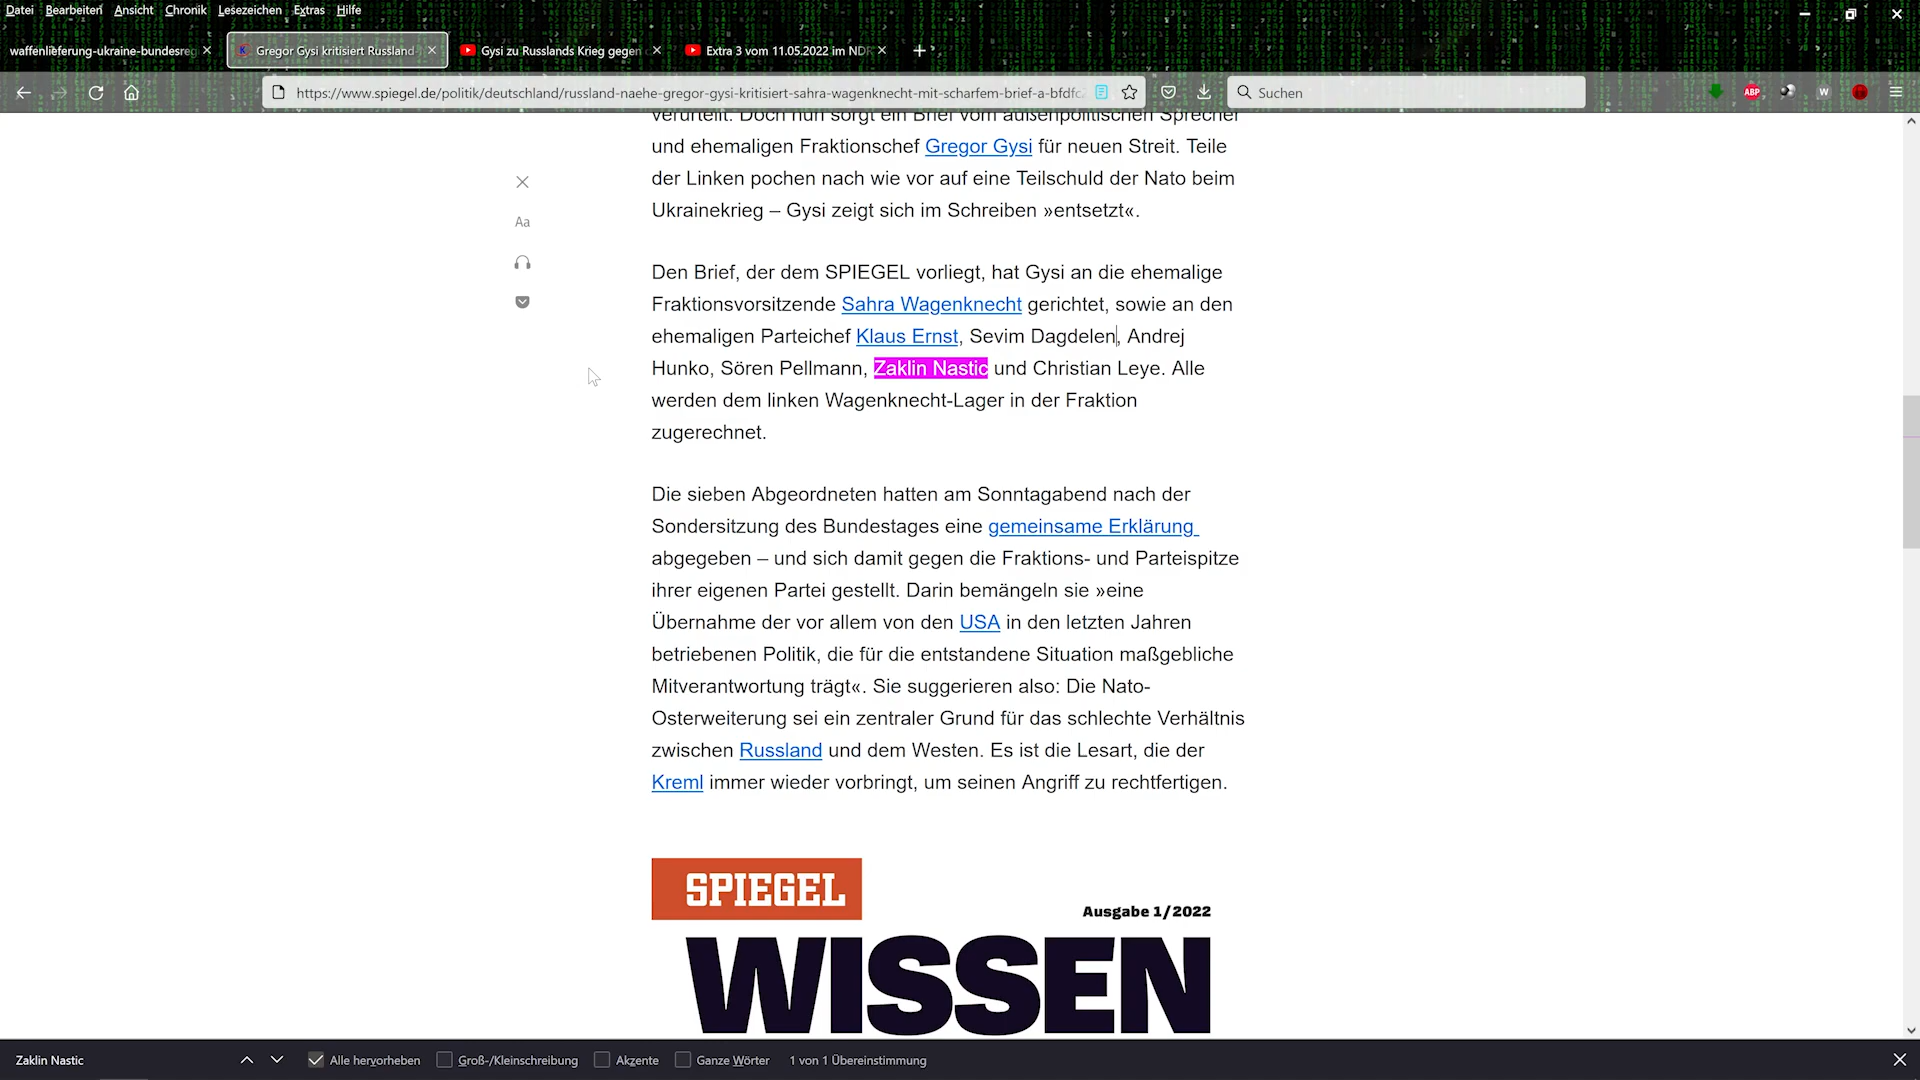 Datei Bearbeiten Ansicht Chronik Lesezeichen Extras Hilfe
waffenlieferung-ukraine-bundesreg Gregor Gysi kritisiert Russland- Gysi zu Russlands Krieg gegen Extra 3 vom 11.05.2022 im NDR
https://www.spiegel.de/politik/deutschland/russland-naehe-gregor-gysi-kritisiert-sahra-wagenknecht-mit-scharfem-brief-a-bfdfc Suchen ABP W
verurteilt. Doch nun sorgt ein Brief vom außenpolitischen Sprecher
und ehemaligen Fraktionschef Gregor Gysi für neuen Streit. Teile
der Linken pochen nach wie vor auf eine Teilschuld der Nato beim
Ukrainekrieg – Gysi zeigt sich im Schreiben »entsetzt«.
Aa
Den Brief, der dem SPIEGEL vorliegt, hat Gysi an die ehemalige
Fraktionsvorsitzende Sahra Wagenknecht gerichtet, sowie an den
ehemaligen Parteichef Klaus Ernst, Sevim Dagdelen, Andrej
Hunko, Sören Pellmann, Zaklin Nastic und Christian Leye. Alle
werden dem linken Wagenknecht-Lager in der Fraktion
zugerechnet.
Die sieben Abgeordneten hatten am Sonntagabend nach der
Sondersitzung des Bundestages eine gemeinsame Erklärung
abgegeben – und sich damit gegen die Fraktions- und Parteispitze
ihrer eigenen Partei gestellt. Darin bemängeln sie »eine
Übernahme der vor allem von den USA in den letzten Jahren
betriebenen Politik, die für die entstandene Situation maßgebliche
Mitverantwortung trägt«. Sie suggerieren also: Die Nato-
Osterweiterung sei ein zentraler Grund für das schlechte Verhältnis
zwischen Russland und dem Westen. Es ist die Lesart, die der
Kreml immer wieder vorbringt, um seinen Angriff zu rechtfertigen.
SPIEGEL
Ausgabe 1/2022
WISSEN
Zaklin Nastic Alle hervorheben Groß-/Kleinschreibung Akzente Ganze Wörter 1 von 1 Übereinstimmung